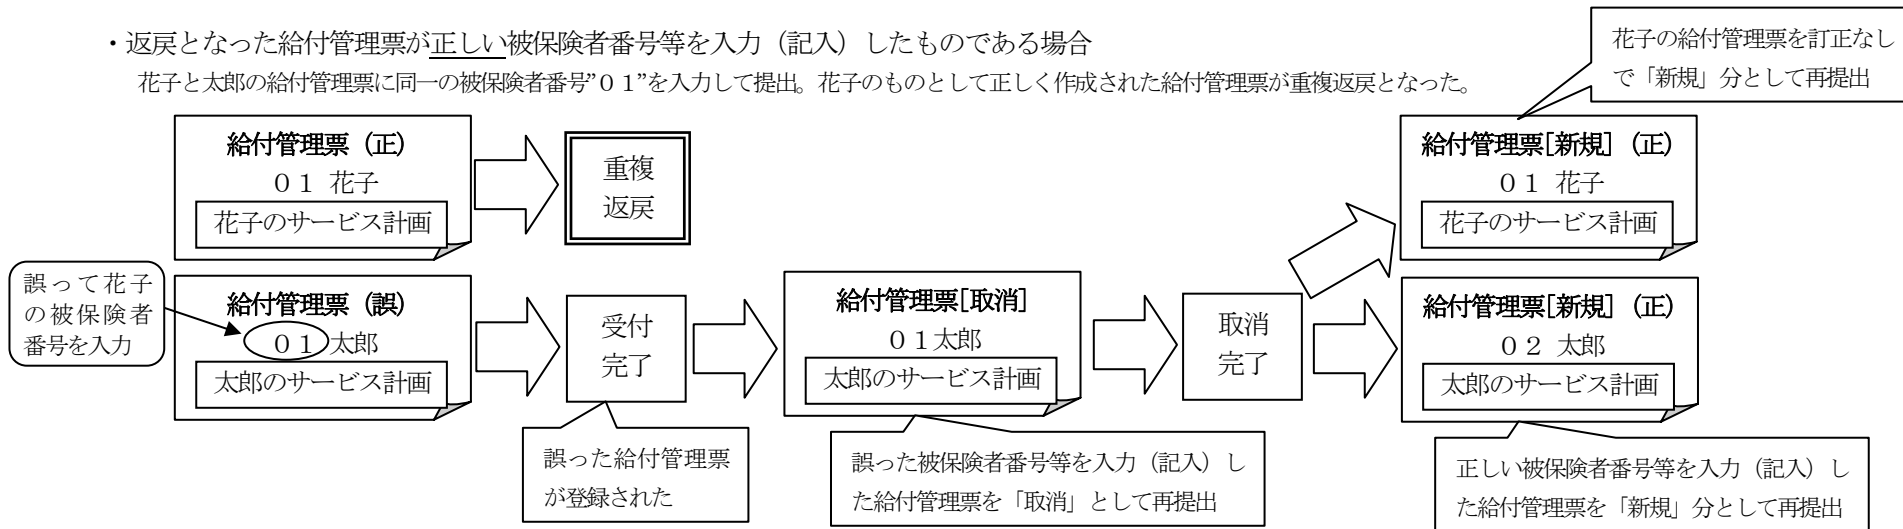 ・返戻となった給付管理票が正しい被保険者番号等を入力（記入）したものである場合
花子と太郎の給付管理票に同一の被保険者番号”０１”を入力して提出。花子のものとして正しく作成された給付管理票が重複返戻となった。
花子の給付管理票を訂正なし
で「新規」分として再提出
給付管理票（正）
０１ 花子
花子のサービス計画
重複
返戻
給付管理票[新規]（正）
０１ 花子
花子のサービス計画
誤って花子
の被保険者
番号を入力
給付管理票（誤）
０１ 太郎
太郎のサービス計画
受付
完了
給付管理票[取消]
０１太郎
太郎のサービス計画
取消
完了
給付管理票[新規]（正）
０２ 太郎
太郎のサービス計画
誤った給付管理票
が登録された
誤った被保険者番号等を入力（記入）し
た給付管理票を「取消」として再提出
正しい被保険者番号等を入力（記入）し
た給付管理票を「新規」分として再提出